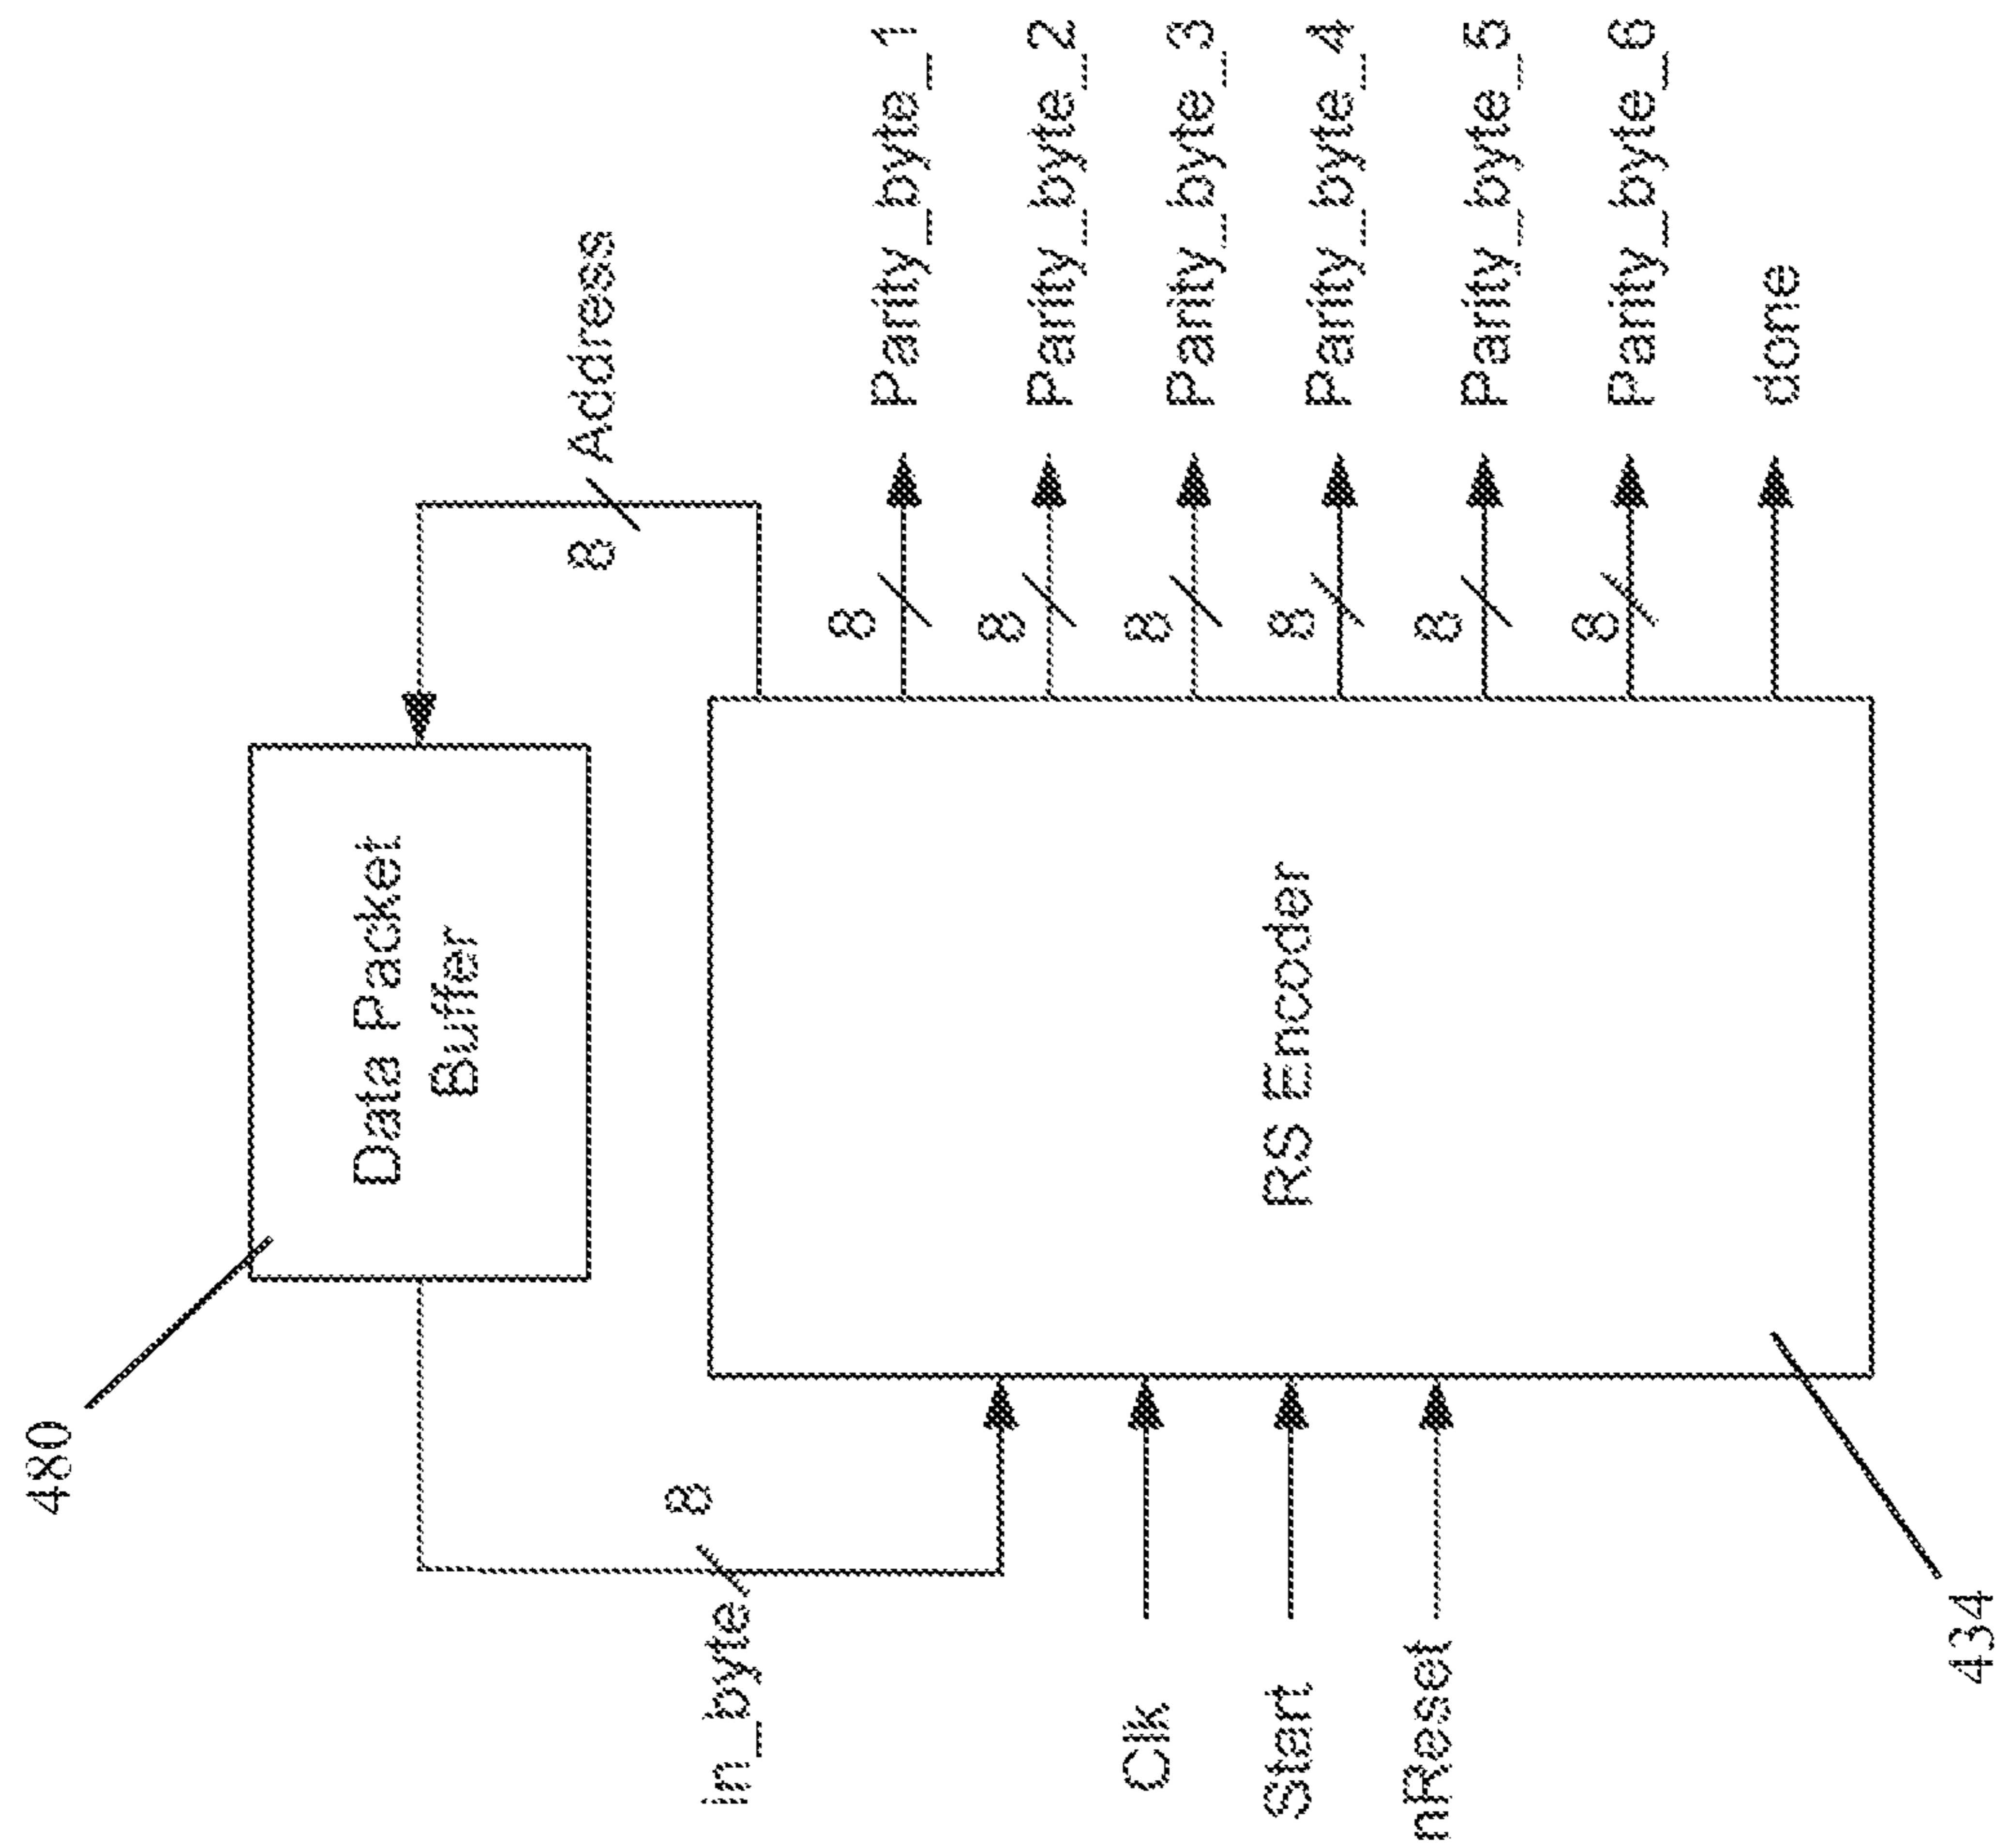 480
Data Packet
Buffer
8
Address
in_byte
8
Clk
Start
nReset
RS Encoder
8
Parity_byte_1
8
Parity_byte_2
8
Parity_byte_3
8
Parity_byte_4
8
Parity_byte_5
8
Parity_byte_6
done
434